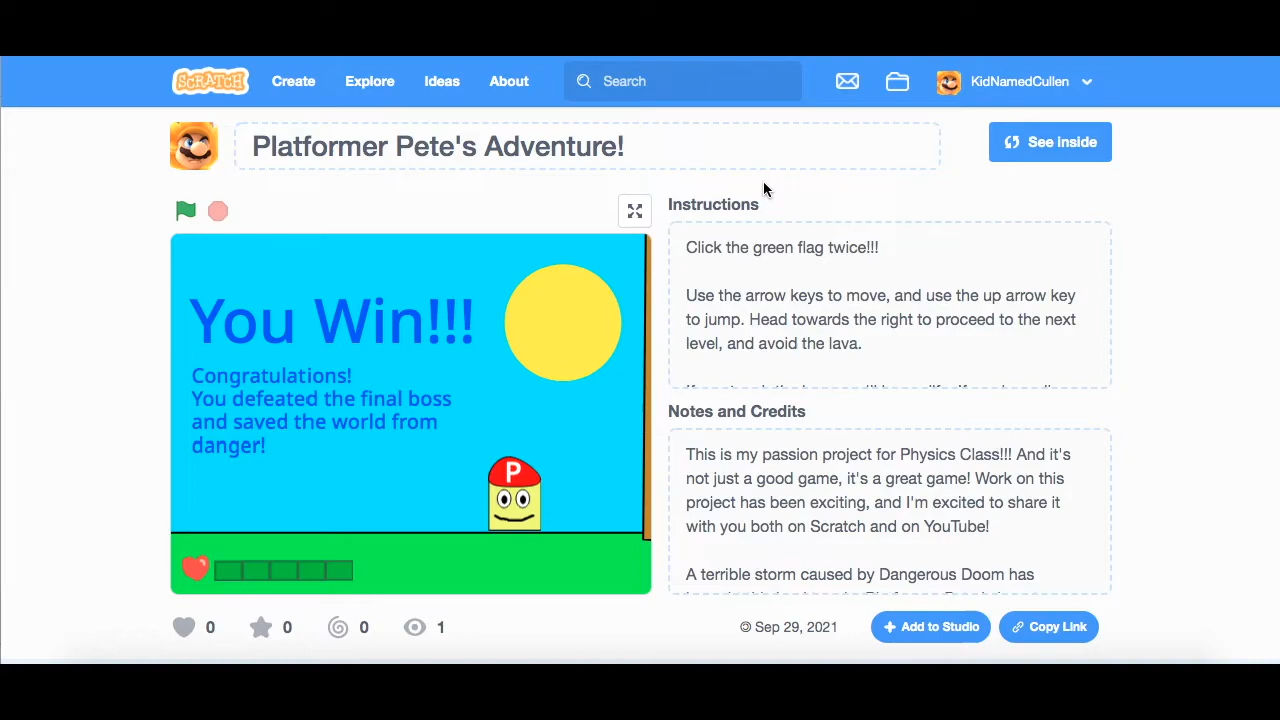 SCRATCH
Create
Explore
Ideas
About
Search
KidNamedCullen
Platformer Pete's Adventure!
See inside
Instructions
Click the green flag twice!!!
Use the arrow keys to move, and use the up arrow key
to jump. Head towards the right to proceed to the next
level, and avoid the lava.
You Win!!!
Congratulations!
You defeated the final boss
and saved the world from
danger!
P
Notes and Credits
This is my passion project for Physics Class!!! And it's
not just a good game, it's a great game! Work on this
project has been exciting, and I'm excited to share it
with you both on Scratch and on YouTube!
A terrible storm caused by Dangerous Doom has
0
0
0
1
© Sep 29, 2021
Add to Studio
Copy Link